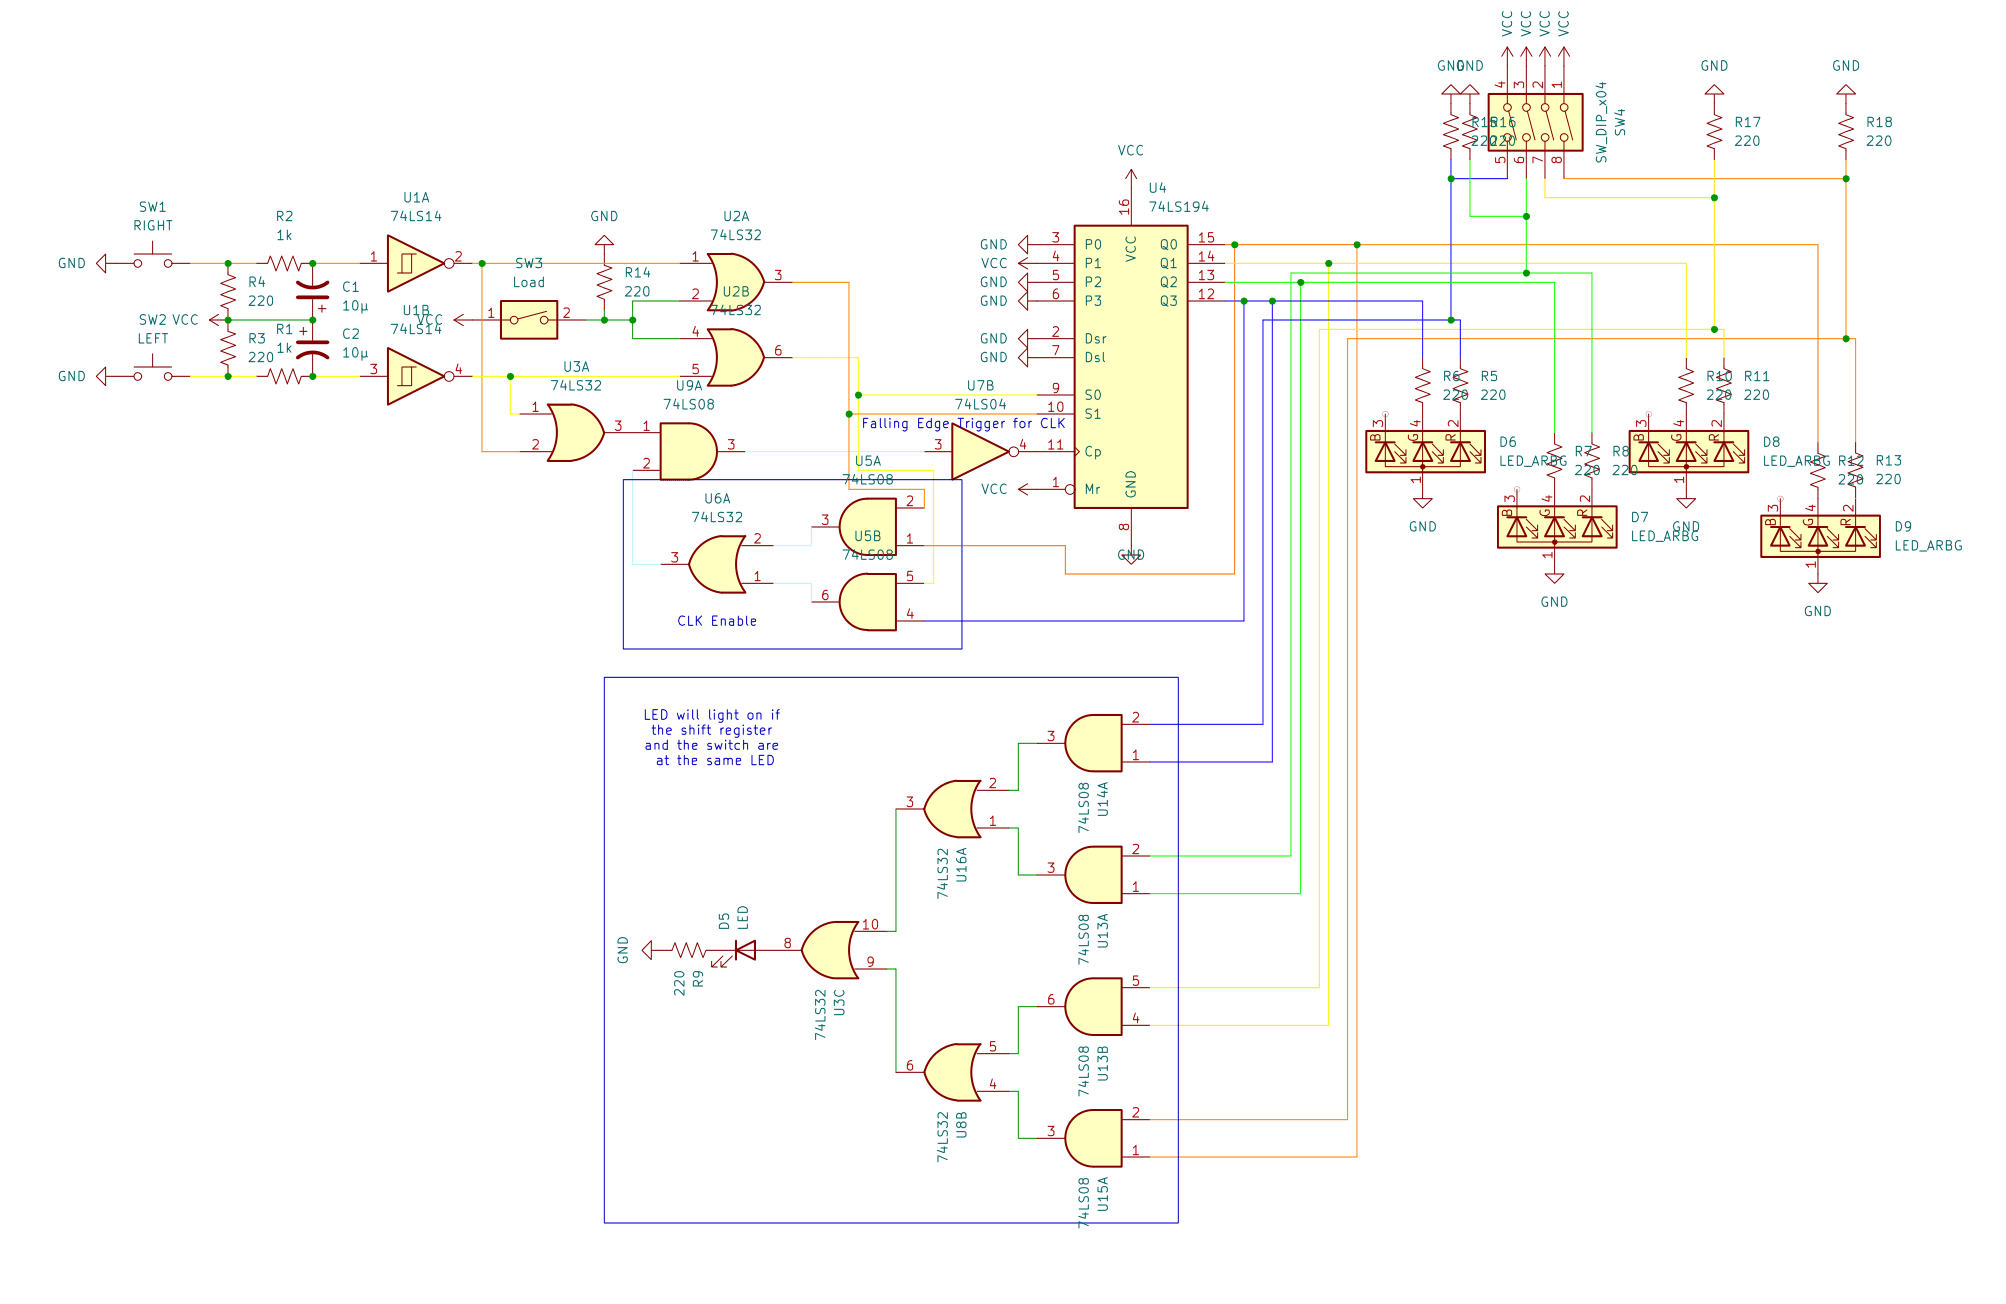 VCC
VCC
VCC
VCC
GND
GND
GND
GND
4
3
2
1
SW_DIP_x04
SW4
5
6
7
8
R15
220
R16
220
R17
220
R18
220
SW1
RIGHT
GND
SW2
LEFT
GND
VCC
R2
1k
R4
220
R1
1k
R3
220
C1
10µ
C2
10µ
+
+
U1A
74LS14
1
2
U1B
74LS14
3
4
VCC
SW3
Load
1
2
GND
R14
220
U2A
74LS32
1
2
3
U2B
74LS32
4
5
6
U3A
74LS32
1
2
3
U9A
74LS08
1
2
3
U7B
74LS04
3
4
Falling Edge Trigger for CLK
VCC
U4
74LS194
16
VCC
GND
3
P0
VCC
4
P1
GND
5
P2
GND
6
P3
GND
2
Dsr
GND
7
Dsl
9
S0
10
S1
11
Cp
VCC
1
Mr
Q0
15
Q1
14
Q2
13
Q3
12
GND
8
GND
U5A
74LS08
2
1
3
U5B
74LS08
5
4
6
U6A
74LS32
2
1
3
CLK Enable
R6
220
R5
220
B
3
G
4
R
2
1
D6
LED_ARBG
GND
R7
220
R8
220
B
3
G
4
R
2
1
D7
LED_ARBG
GND
R10
220
R11
220
B
3
G
4
R
2
1
D8
LED_ARBG
GND
R12
220
R13
220
B
3
G
4
R
2
1
D9
LED_ARBG
GND
LED will light on if
the shift register
and the switch are
at the same LED
2
1
3
74LS08
U14A
2
1
3
74LS08
U13A
5
4
6
74LS08
U13B
2
1
3
74LS08
U15A
2
1
3
74LS32
U16A
5
4
6
74LS32
U8B
10
9
8
74LS32
U3C
D5
LED
220
R9
GND